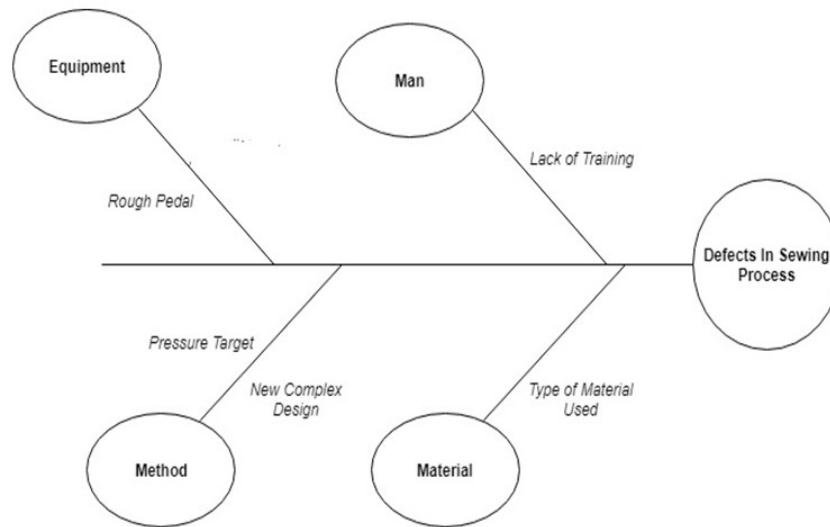 Equipment
Man
Lack of Training
Rough Pedal
Defects In Sewing
Process
Pressure Target
New Complex
Design
Type of Material
Used
Method
Material